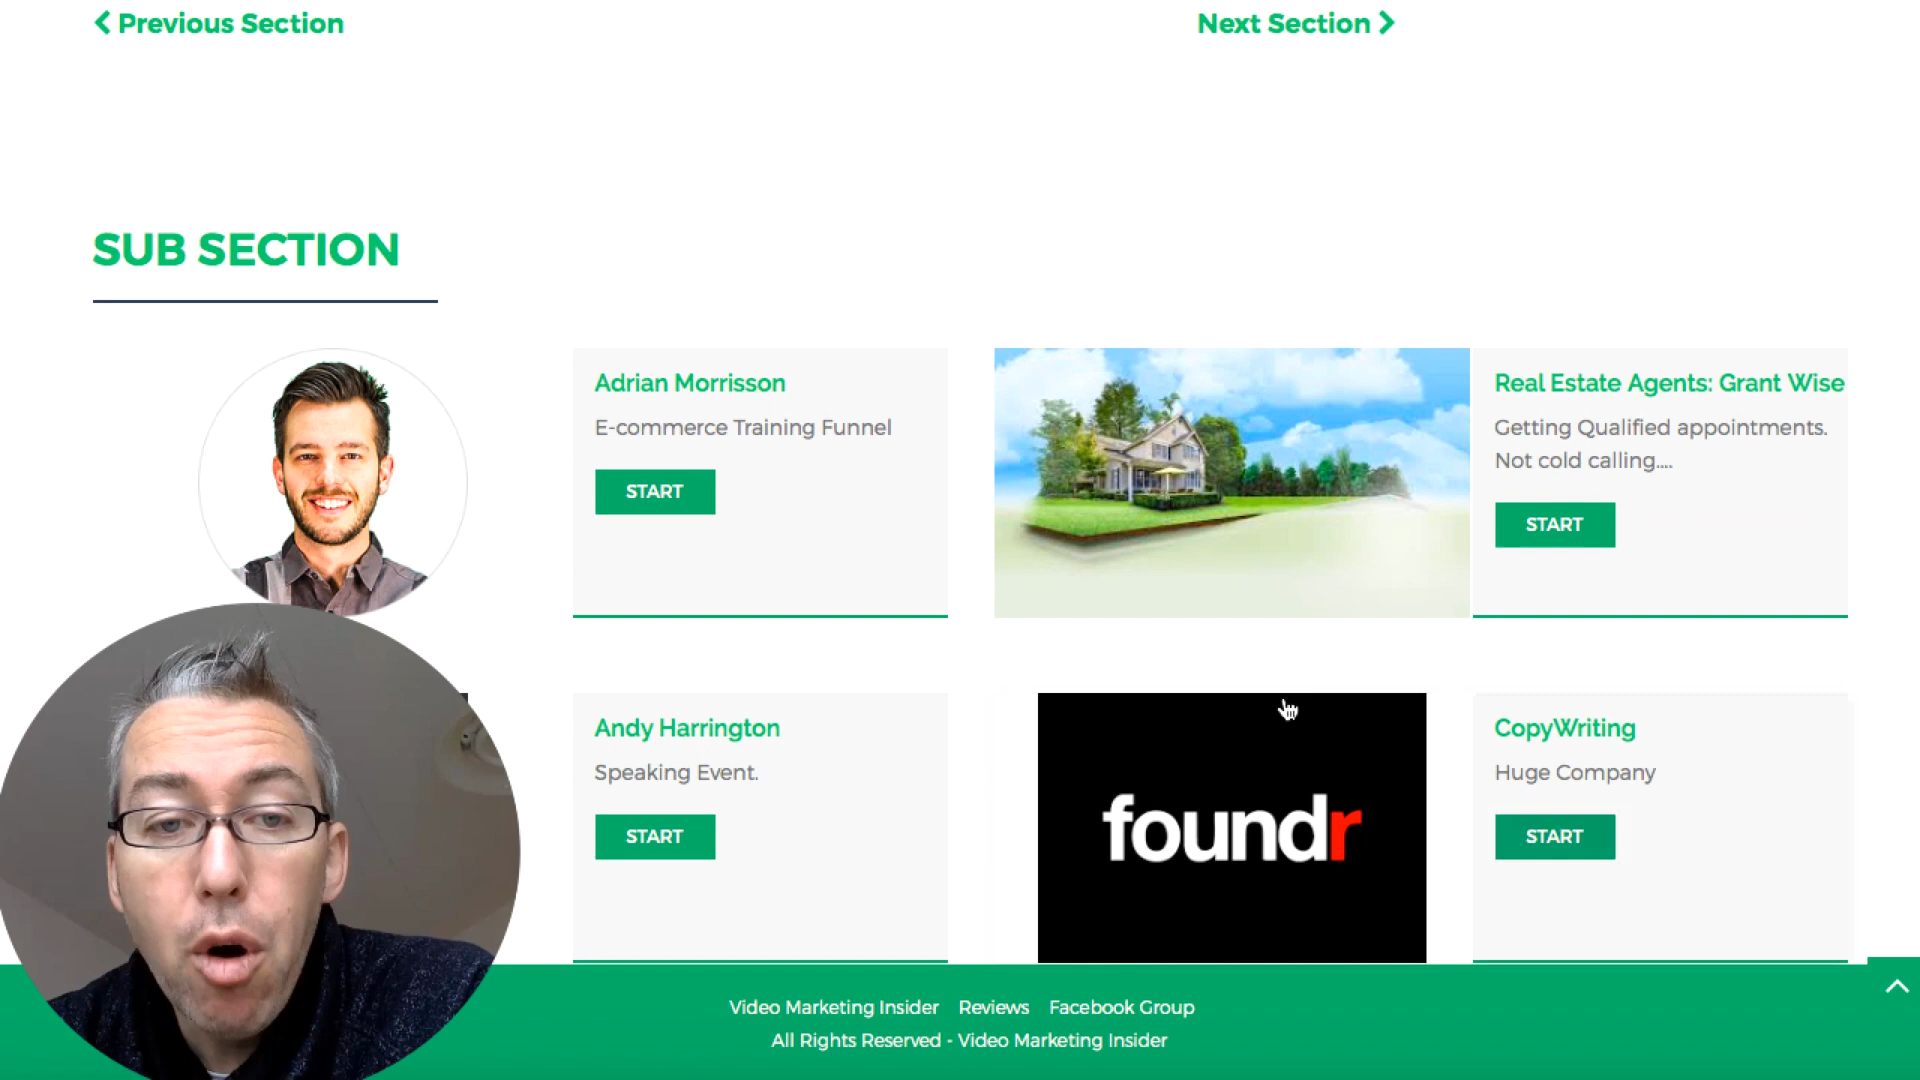 Previous Section
Next Section
SUB SECTION
Adrian Morrisson
E-commerce Training Funnel
START
Real Estate Agents: Grant Wise
Getting Qualified appointments.
Not cold calling....
START
Andy Harrington
Speaking Event.
START
foundr
CopyWriting
Huge Company
START
Video Marketing Insider Reviews Facebook Group
All Rights Reserved - Video Marketing Insider